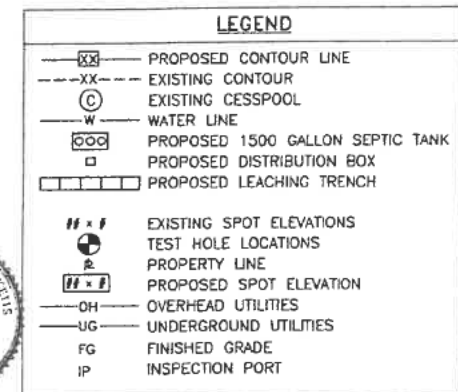 LEGEND
XX PROPOSED CONTOUR LINE
XX EXISTING CONTOUR
C EXISTING CESSPOOL
W WATER LINE
PROPOSED 1500 GALLON SEPTIC TANK
PROPOSED DISTRIBUTION BOX
PROPOSED LEACHING TRENCH
## x # EXISTING SPOT ELEVATIONS
TEST HOLE LOCATIONS
PROPERTY LINE
## x # PROPOSED SPOT ELEVATION
OH OVERHEAD UTILITIES
UG UNDERGROUND UTILITIES
FG FINISHED GRADE
IP INSPECTION PORT